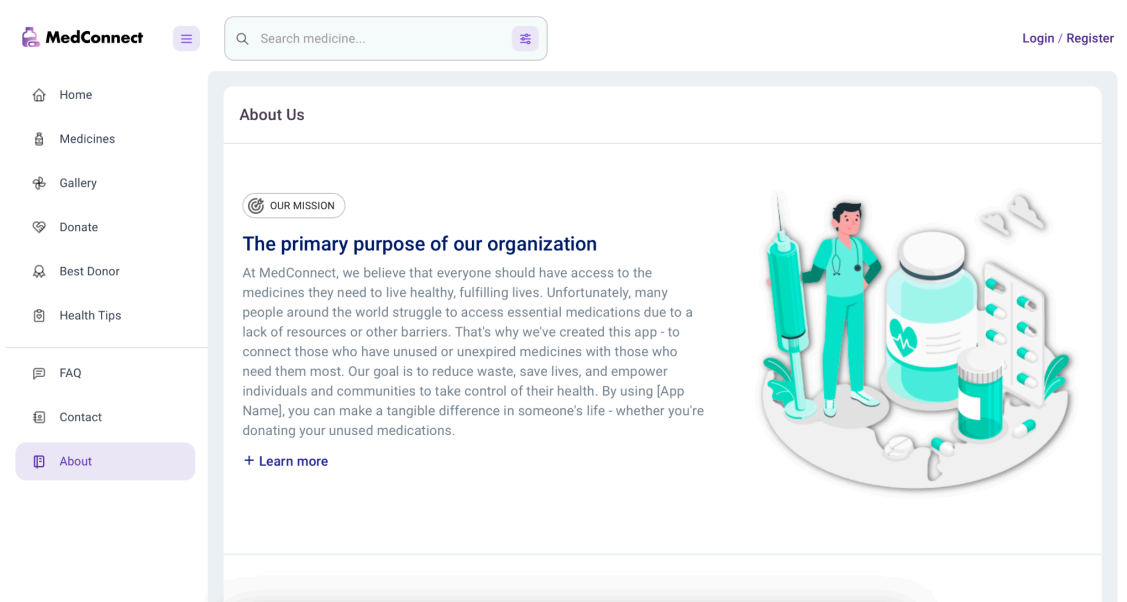 MedConnect
Search medicine...
Login / Register
Home
Medicines
Gallery
Donate
Best Donor
Health Tips
FAQ
Contact
About
About Us
OUR MISSION
The primary purpose of our organization
At MedConnect, we believe that everyone should have access to the
medicines they need to live healthy, fulfilling lives. Unfortunately, many
people around the world struggle to access essential medications due to a
lack of resources or other barriers. That's why we've created this app - to
connect those who have unused or unexpired medicines with those who
need them most. Our goal is to reduce waste, save lives, and empower
individuals and communities to take control of their health. By using [App
Name], you can make a tangible difference in someone's life - whether you're
donating your unused medications.
+ Learn more